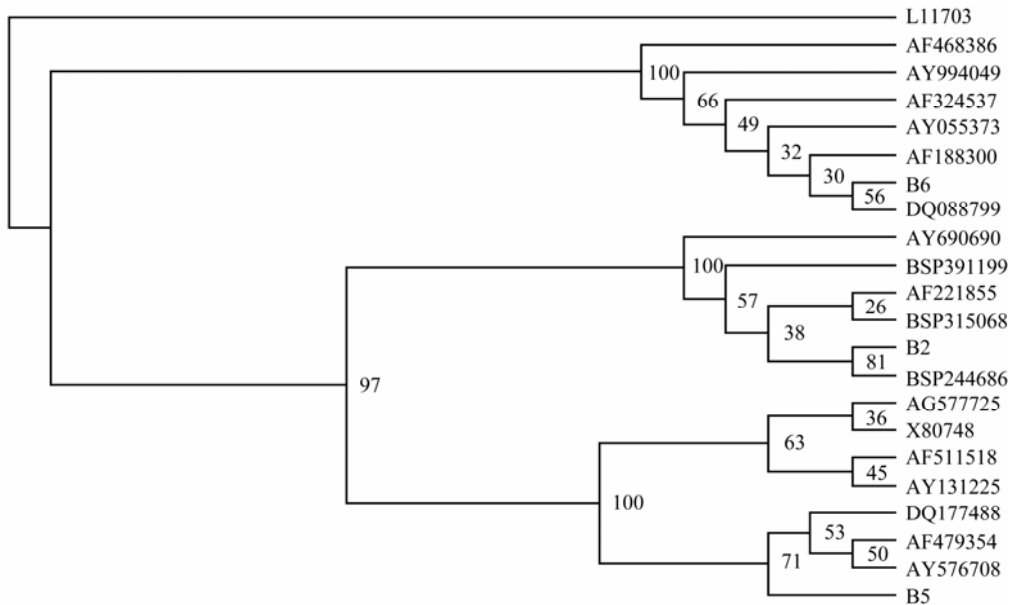 L11703
AF468386
100
AY994049
66
AF324537
49
AY055373
32
AF188300
30
B6
56
DQ088799
AY690690
100
BSP391199
57
AF221855
26
BSP315068
38
B2
81
BSP244686
97
AG577725
36
X80748
63
AF511518
45
AY131225
100
DQ177488
53
AF479354
50
71
AY576708
B5